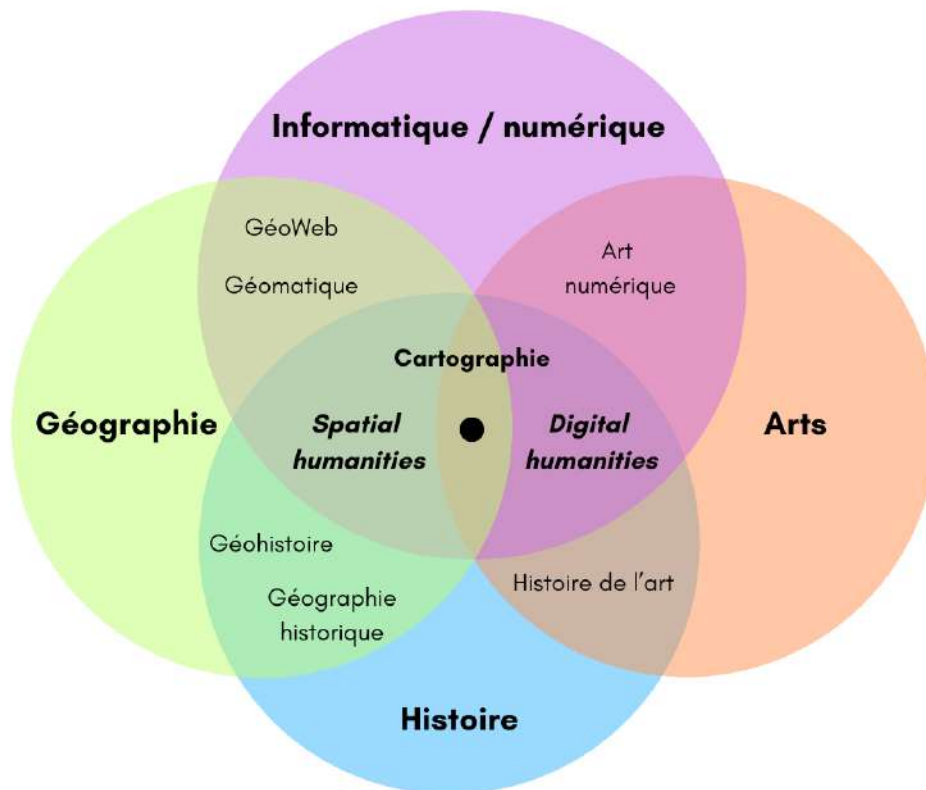 Informatique / numérique
GéoWeb
Géomatique
Art
numérique
Cartographie
Géographie
Spatial
humanities
Digital
humanities
Arts
Géohistoire
Géographie
historique
Histoire de l'art
Histoire